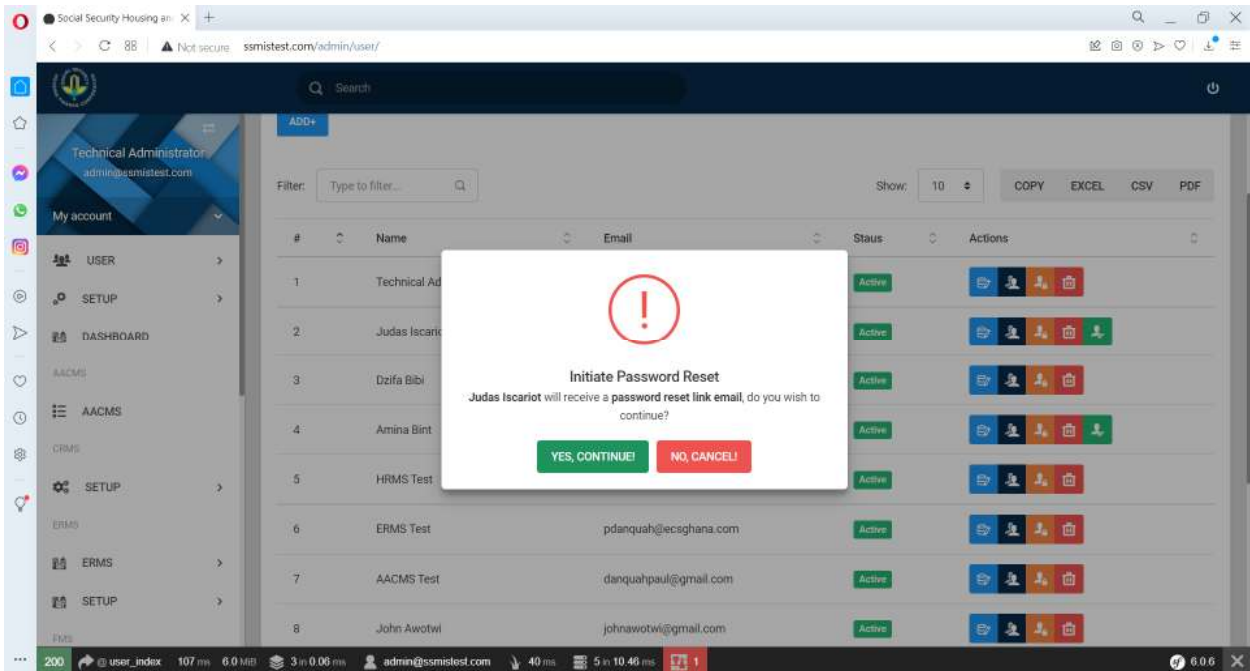 Social Security Housing an
88 Not secure ssmistest.com/admin/user/
Search
Technical Administrator
admin@ssmistest.com
My account
USER
SETUP
DASHBOARD
AACMS
AACMS
CRMS
SETUP
ERMS
ERMS
SETUP
FMS
ADD+
Filter: Type to filter... Show: 10 COPY EXCEL CSV PDF
# Name Email Staus Actions
1 Technical Ad Active
2 Judas Iscario Active
3 Dzifa Bibi Active
4 Amina Bint Active
5 HRMS Test Active
6 ERMS Test pdanquah@ecsghana.com Active
7 AACMS Test danquahpaul@gmail.com Active
8 John Awotwi johnawotwi@gmail.com Active
Initiate Password Reset
Judas Iscariot will receive a password reset link email, do you wish to
continue?
YES, CONTINUE! NO, CANCEL!
200 @ user_index 107 ms 6.0 MiB 3 in 0.06 ms admin@ssmistest.com 40 ms 5 in 10.46 ms 1 6.0.6